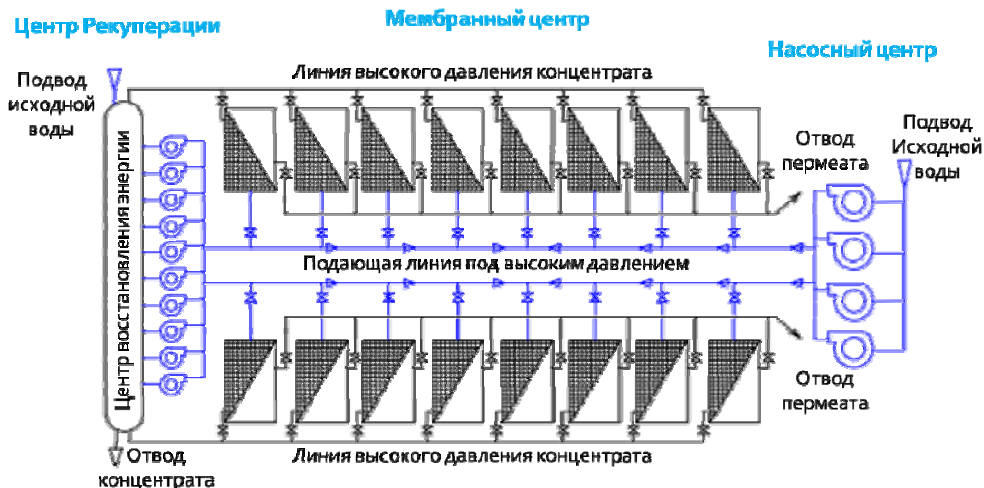 Мембранный центр
Центр Рекуперации
Насосный центр
Линия высокого давления концентрата
Подвод
исходной
воды
Отвод
пермеата
Подвод
Исходной
воды
Центр восстановления энергии
Подающая линия под высоким давлением
Отвод
пермеата
Отвод
концентрата
Линия высокого давления концентрата